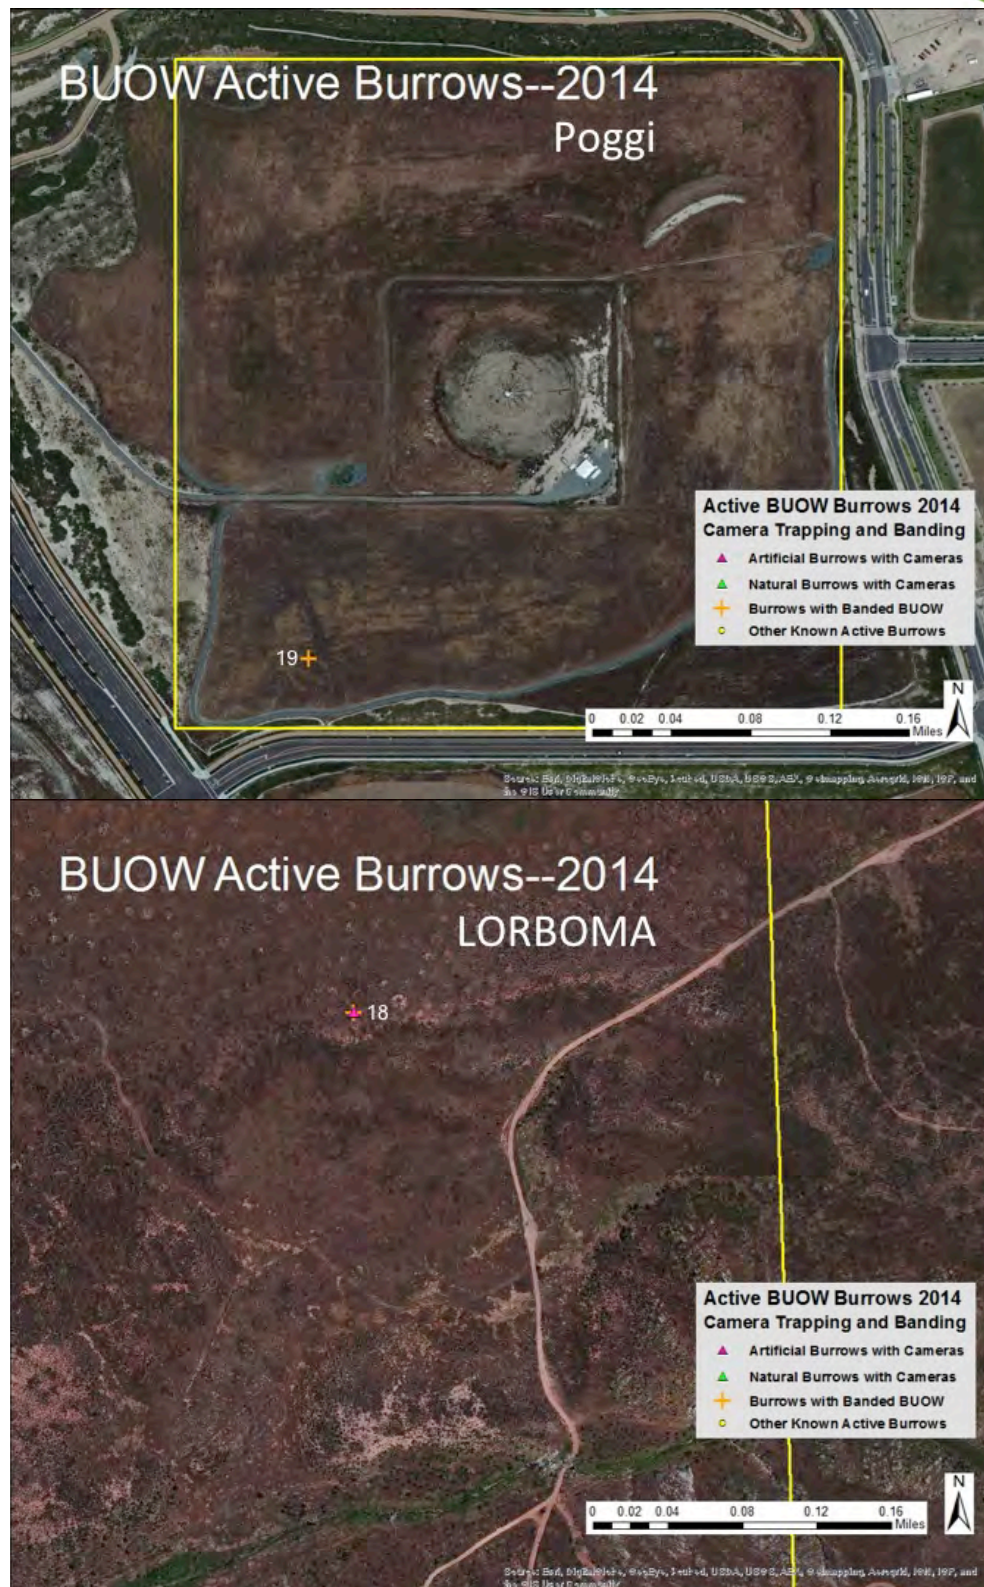 BUOW Active Burrows--2014
Poggi
Active BUOW Burrows 2014
Camera Trapping and Banding
Artificial Burrows with Cameras
Natural Burrows with Cameras
Burrows with Banded BUOW
Other Known Active Burrows
19
N
0 0.02 0.04 0.08 0.12 0.16
Miles
and
BUOW Active Burrows--2014
LORBOMA
18
Active BUOW Burrows 2014
Camera Trapping and Banding
Artificial Burrows with Cameras
Natural Burrows with Cameras
Burrows with Banded BUOW
Other Known Active Burrows
N
0 0.02 0.04 0.08 0.12 0.16
Miles
and